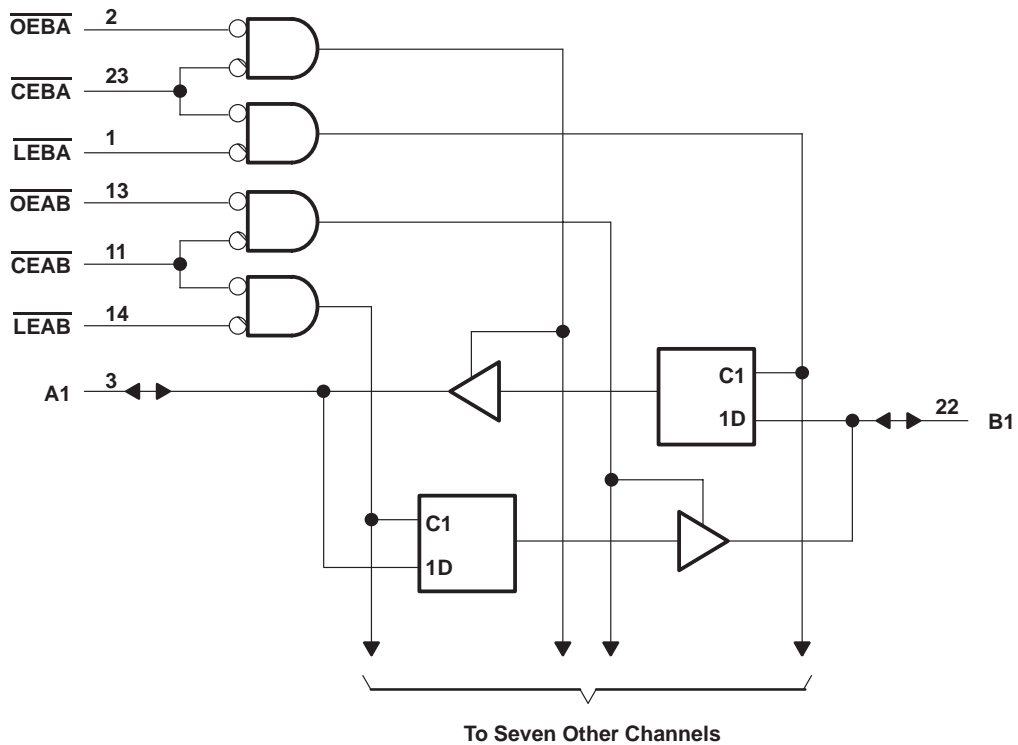 OEBA 2
CEBA 23
LEBA 1
OEAB 13
CEAB 11
LEAB 14
A1 3
C1
1D
22 B1
C1
1D
To Seven Other Channels